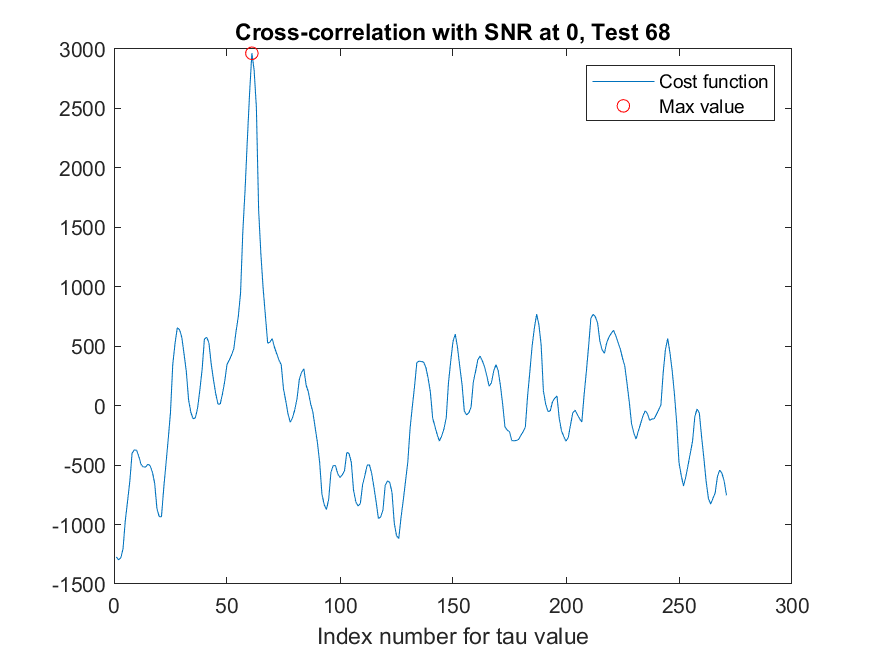 Cross-correlation with SNR at 0, Test 68
3000
2500
2000
1500
1000
500
0
-500
-1000
-1500
Cost function
Max value
0 50 100 150 200 250 300
Index number for tau value